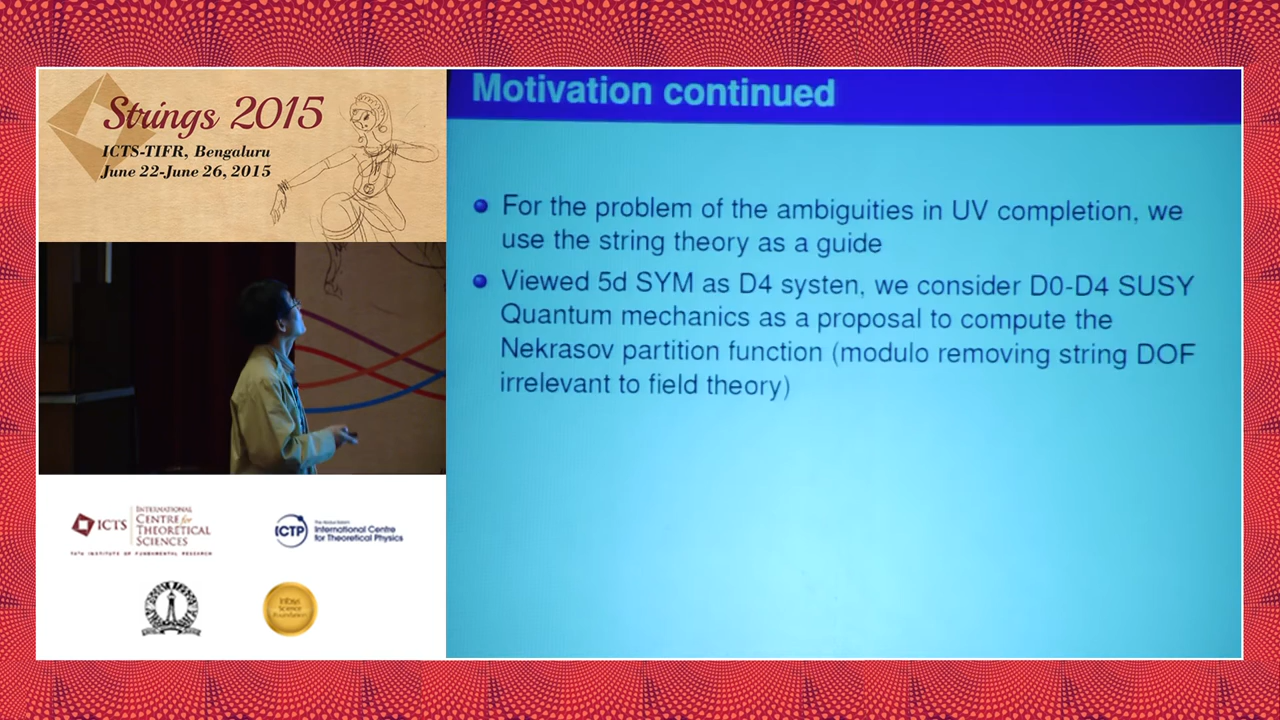 Strings 2015
ICTS-TIFR, Bengaluru
June 22-June 26, 2015
Motivation continued
For the problem of the ambiguities in UV completion, we
use the string theory as a guide
Viewed 5d SYM as D4 systen, we consider D0-D4 SUSY
Quantum mechanics as a proposal to compute the
Nekrasov partition function (modulo removing string DOF
irrelevant to field theory)
ICTS
INTERNATIONAL
CENTRE for
THEORETICAL
SCIENCES
TATA INSTITUTE OF FUNDAMENTAL RESEARCH
ICTP
International Centre
for Theoretical Physics
Infosys
Science
Foundation